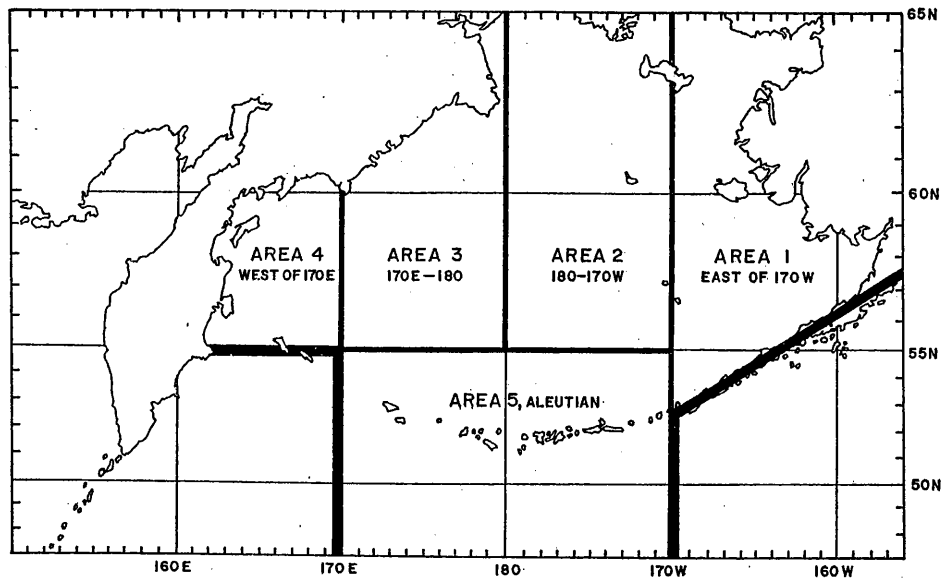 65N
60N
AREA 4
WEST OF 170E
AREA 3
170E–180
AREA 2
180–170W
AREA 1
EAST OF 170W
55N
AREA 5, ALEUTIAN
50N
160E
170E
180
170W
160W